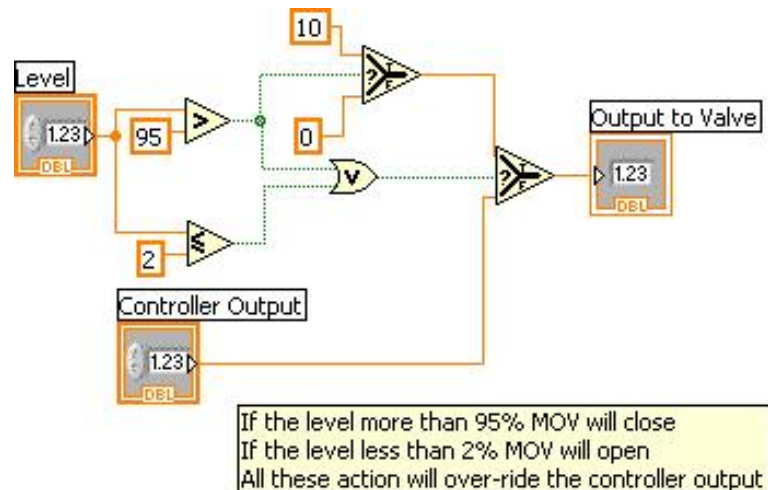 10
Level
1.23
DBL
95
>
?
T
F
0
Output to Valve
1.23
DBL
V
?
T
F
≤
2
Controller Output
1.23
DBL
If the level more than 95% MOV will close
If the level less than 2% MOV will open
All these action will over-ride the controller output